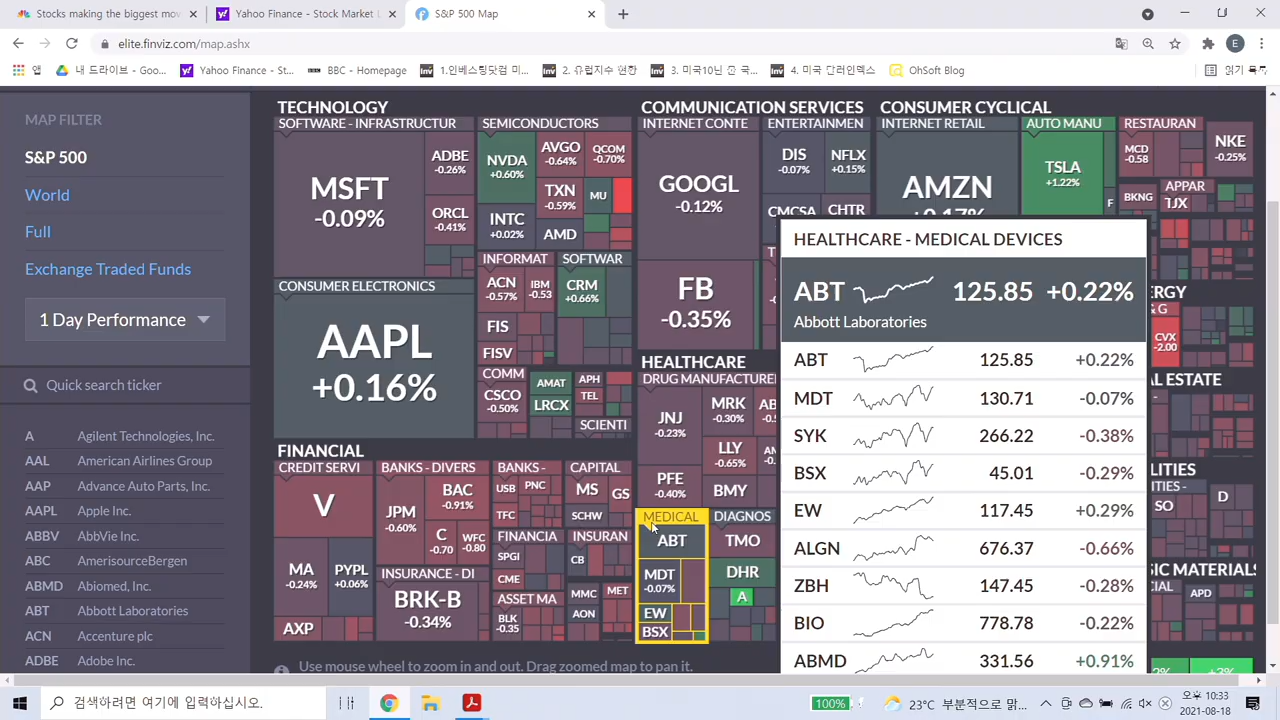 Stocks making the biggest mov
Yahoo Finance - Stock Market L
S&P 500 Map
elite.finviz.com/map.ashx
앱
내 드라이브 - Goo...
Yahoo Finance - St...
BBC - Homepage
1.인베스팅닷컴 미...
2. 유럽지수 현황
3. 미국10년 준 국...
4. 미국 단러인엑스
OhSoft Blog
읽기 목록
MAP FILTER
S&P 500
World
Full
Exchange Traded Funds
1 Day Performance
Quick search ticker
A Agilent Technologies, Inc.
AAL American Airlines Group
AAP Advance Auto Parts, Inc.
AAPL Apple Inc.
ABBV AbbVie Inc.
ABC AmerisourceBergen
ABMD Abiomed, Inc.
ABT Abbott Laboratories
ACN Accenture plc
ADBE Adobe Inc.
TECHNOLOGY
SOFTWARE - INFRASTRUCTUR
MSFT
-0.09%
ADBE
-0.26%
ORCL
-0.41%
SEMICONDUCTORS
NVDA
+0.60%
AVGO
-0.64%
QCOM
-0.70%
TXN
-0.59%
MU
INTC
+0.02%
AMD
CONSUMER ELECTRONICS
AAPL
+0.16%
INFORMAT
ACN
-0.57%
IBM
-0.53
FIS
FISV
SOFTWAR
CRM
+0.66%
COMM
CSCO
-0.50%
AMAT
LRCX
APH
TEL
SCIENTI
COMMUNICATION SERVICES
INTERNET CONTE
GOOGL
-0.12%
FB
-0.35%
ENTERTAINMEN
DIS
-0.07%
NFLX
+0.15%
CMCSA
CHTR
CONSUMER CYCLICAL
INTERNET RETAIL
AMZN
+0.17%
AUTO MANU
TSLA
+1.22%
F
RESTAURAN
MCD
-0.58
BKNG
NKE
-0.25%
APPAR
TJX
FINANCIAL
CREDIT SERVI
V
MA
-0.24%
PYPL
+0.06%
AXP
BANKS - DIVERS
JPM
-0.60%
BAC
-0.91%
C
-0.70
WFC
-0.80
INSURANCE - DI
BRK-B
-0.34%
BANKS -
USB
PNC
TFC
FINANCIA
SPGI
CME
ASSET MA
BLK
-0.35
CAPITAL
MS
GS
SCHW
INSURAN
CB
MMC
MET
AON
HEALTHCARE
DRUG MANUFACTURE
JNJ
-0.23%
MRK
-0.30%
AB
-0.
LLY
-0.65%
PFE
-0.40%
BMY
MEDICAL
ABT
MDT
-0.07%
EW
BSX
DIAGNOS
TMO
DHR
A
HEALTHCARE - MEDICAL DEVICES
ABT 125.85 +0.22%
Abbott Laboratories
ABT 125.85 +0.22%
MDT 130.71 -0.07%
SYK 266.22 -0.38%
BSX 45.01 -0.29%
EW 117.45 +0.29%
ALGN 676.37 -0.66%
ZBH 147.45 -0.28%
BIO 778.78 -0.22%
ABMD 331.56 +0.91%
ERGY
& G
CVX
-2.00
L ESTATE
LITIES
ITIES -
SO
D
SIC MATERIALS
CIAL
APD
+3%
Use mouse wheel to zoom in and out. Drag zoomed map to pan it.
검색하려면 여기에 입력하십시오.
100%
23°C 부분적으로 맑...
오후 10:33
2021-08-18